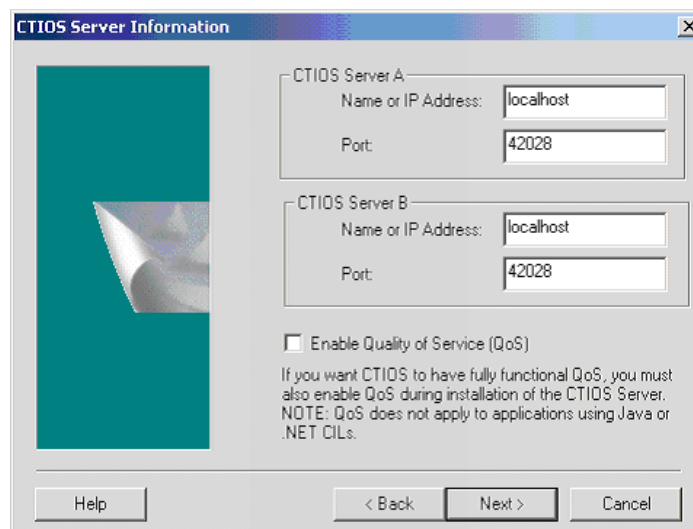 CTIOS Server Information
CTIOS Server A
Name or IP Address: localhost
Port: 42028
CTIOS Server B
Name or IP Address: localhost
Port: 42028
Enable Quality of Service (QoS)
If you want CTIOS to have fully functional QoS, you must
also enable QoS during installation of the CTIOS Server.
NOTE: QoS does not apply to applications using Java or
.NET CILs.
Help < Back Next > Cancel